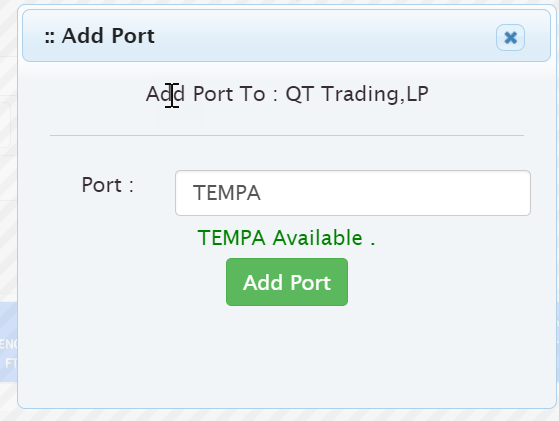 :: Add Port
Add Port To : QT Trading,LP
Port :
TEMPA
TEMPA Available .
Add Port